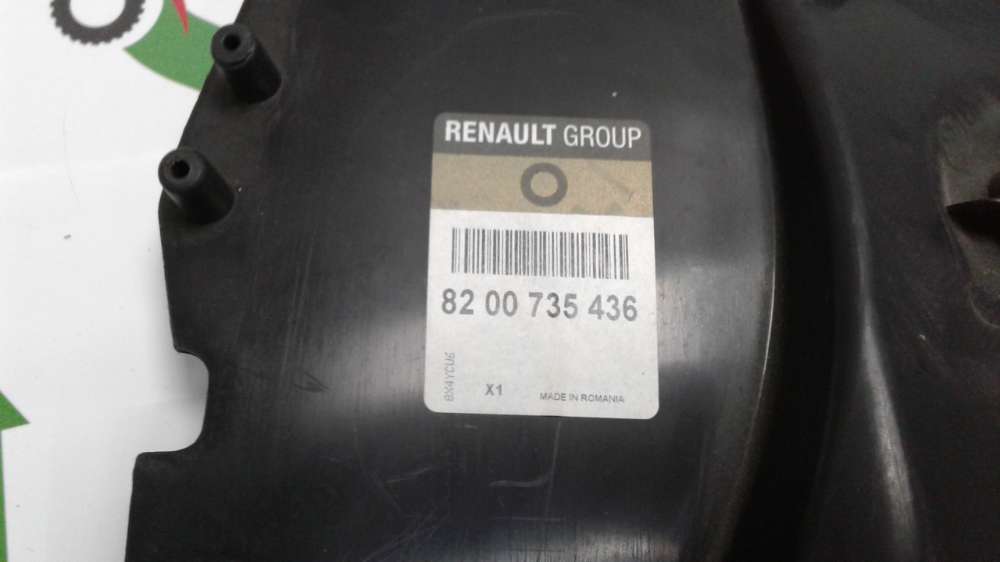 RENAULT GROUP
82 00 735 436
X1
MADE IN ROMANIA